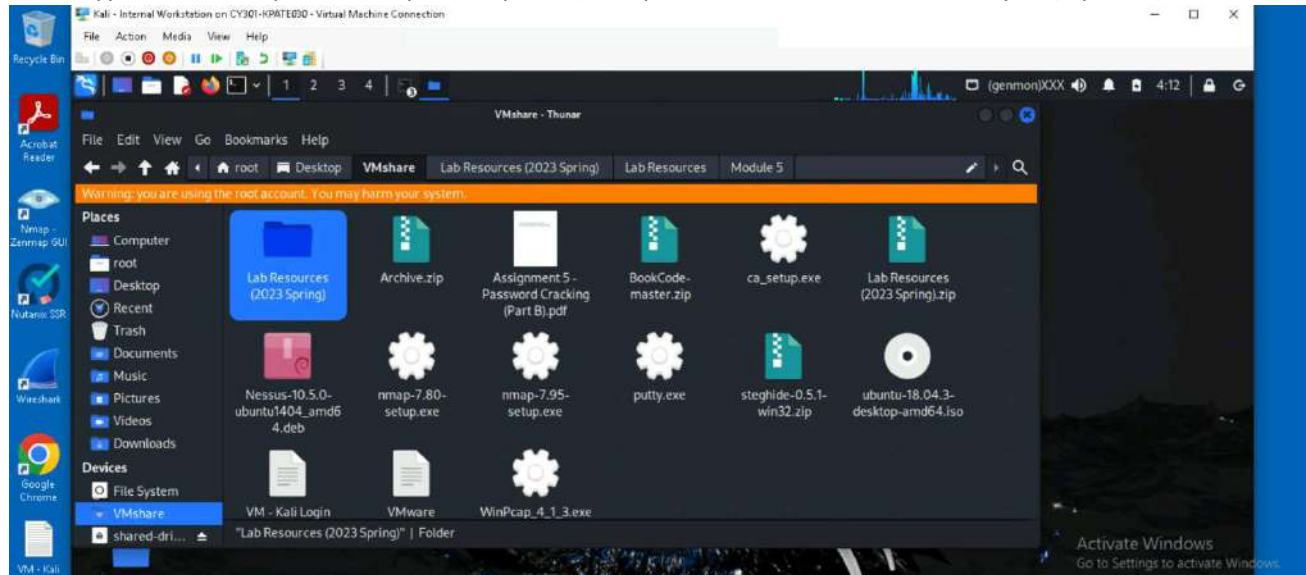 Kali - Internal Workstation on CY301-KPATE030 - Virtual Machine Connection
File Action Media View Help
Recycle Bin
1 2 3 4
(genmon)XXX
4:12
VMshare - Thunar
Acrobat
Reader
File Edit View Go Bookmarks Help
root Desktop VMshare Lab Resources (2023 Spring) Lab Resources Module 5
Warning: you are using the root account. You may harm your system.
Nmap -
Zenmap GUI
Nutanix SSR
Wireshark
Google
Chrome
VM - Kali
Places
Computer
root
Desktop
Recent
Trash
Documents
Music
Pictures
Videos
Downloads
Devices
File System
VMshare
shared-dri...
Lab Resources
(2023 Spring)
Archive.zip
Assignment 5 -
Password Cracking
(Part B).pdf
BookCode-
master.zip
ca_setup.exe
Lab Resources
(2023 Spring).zip
Nessus-10.5.0-
ubuntu1404_amd6
4.deb
nmap-7.80-
setup.exe
nmap-7.95-
setup.exe
putty.exe
steghide-0.5.1-
win32.zip
ubuntu-18.04.3-
desktop-amd64.iso
VM - Kali Login
VMware
WinPcap_4_1_3.exe
"Lab Resources (2023 Spring)" | Folder
Activate Windows
Go to Settings to activate Windows.